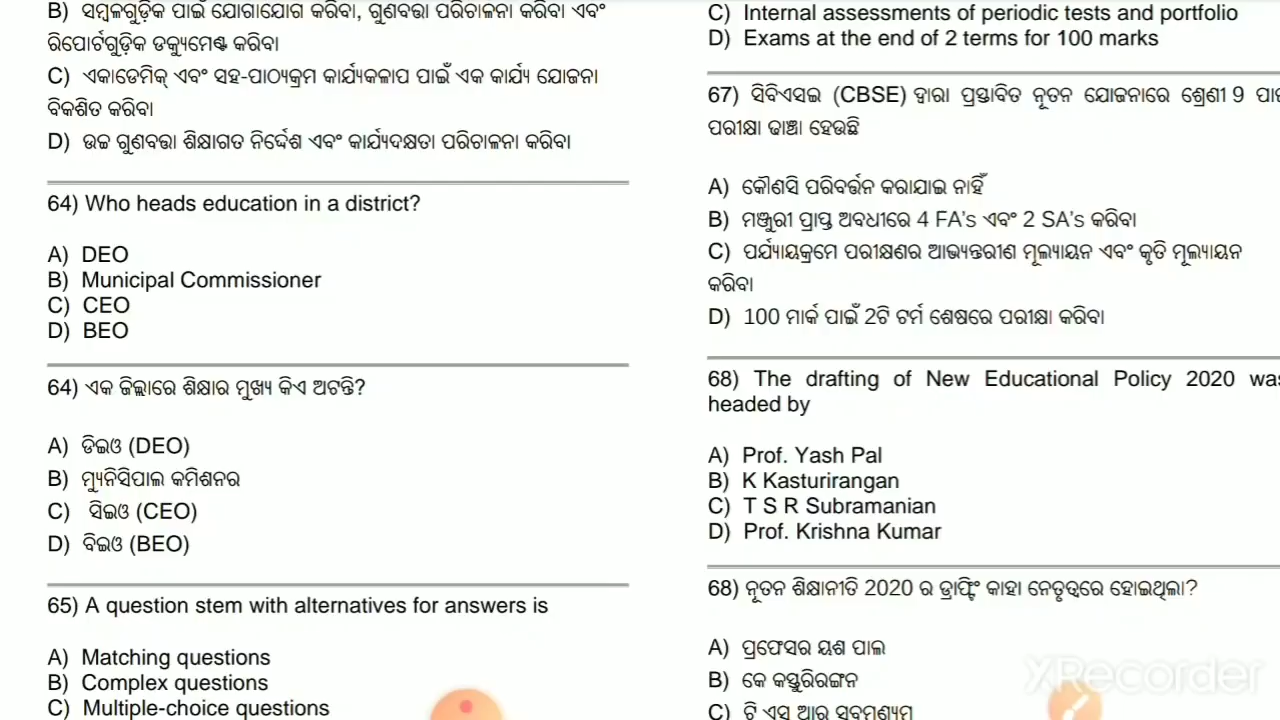 B) ସମ୍ବଳଗୁଡ଼ିକ ପାଇଁ ଯୋଗାଯୋଗ କରିବା, ଗୁଣବତ୍ତା ପରିଚାଳନା କରିବା ଏବଂ
ରିପୋର୍ଟଗୁଡ଼ିକ ଡକ୍ୟୁମେଣ୍ଟ କରିବା
C) ଏକାଡେମିକ୍ ଏବଂ ସହ-ପାଠ୍ୟକ୍ରମ କାର୍ଯ୍ୟକଳାପ ପାଇଁ ଏକ କାର୍ଯ୍ୟ ଯୋଜନା
ବିକଶିତ କରିବା
D) ଉଚ୍ଚ ଗୁଣବତ୍ତା ଶିକ୍ଷାଗତ ନିର୍ଦ୍ଦେଶ ଏବଂ କାର୍ଯ୍ୟଦକ୍ଷତା ପରିଚାଳନା କରିବା
64) Who heads education in a district?
A) DEO
B) Municipal Commissioner
C) CEO
D) BEO
64) ଏକ ଜିଲ୍ଲାରେ ଶିକ୍ଷାର ମୁଖ୍ୟ କିଏ ଅଟନ୍ତି?
A) ଡିଇଓ (DEO)
B) ମ୍ୟୁନିସିପାଲ କମିଶନର
C) ସିଇଓ (CEO)
D) ବିଇଓ (BEO)
65) A question stem with alternatives for answers is
A) Matching questions
B) Complex questions
C) Multiple-choice questions
C) Internal assessments of periodic tests and portfolio
D) Exams at the end of 2 terms for 100 marks
67) ସିବିଏସଇ (CBSE) ଦ୍ୱାରା ପ୍ରସ୍ତାବିତ ନୂତନ ଯୋଜନାରେ ଶ୍ରେଣୀ 9 ପାଇଁ
ପରୀକ୍ଷା ଢାଞ୍ଚା ହେଉଛି
A) କୌଣସି ପରିବର୍ତ୍ତନ କରାଯାଇ ନାହିଁ
B) ମଞ୍ଜୁରୀ ପ୍ରାପ୍ତ ଅବଧୀରେ 4 FA's ଏବଂ 2 SA's କରିବା
C) ପର୍ଯ୍ୟାୟକ୍ରମେ ପରୀକ୍ଷଣର ଆଭ୍ୟନ୍ତରୀଣ ମୂଲ୍ୟାୟନ ଏବଂ କୃତି ମୂଲ୍ୟାୟନ
କରିବା
D) 100 ମାର୍କ ପାଇଁ 2ଟି ଟର୍ମ ଶେଷରେ ପରୀକ୍ଷା କରିବା
68) The drafting of New Educational Policy 2020 was
headed by
A) Prof. Yash Pal
B) K Kasturirangan
C) T S R Subramanian
D) Prof. Krishna Kumar
68) ନୂତନ ଶିକ୍ଷାନୀତି 2020 ର ଡ୍ରାଫ୍ଟିଂ କାହା ନେତୃତ୍ୱରେ ହୋଇଥିଲା?
A) ପ୍ରଫେସର ୟଶ ପାଲ
B) କେ କସ୍ତୁରିରଙ୍ଗନ
C) ଟି ଏସ୍ ଆର୍ ସୁବ୍ରମଣ୍ୟମ
XRecorder